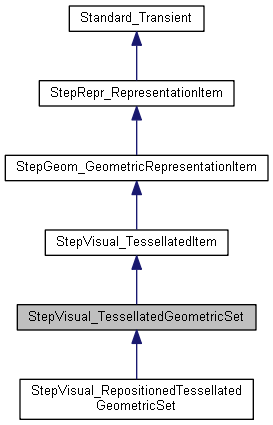 Standard_Transient
StepRepr_RepresentationItem
StepGeom_GeometricRepresentationItem
StepVisual_TessellatedItem
StepVisual_TessellatedGeometricSet
StepVisual_RepositionedTessellated
GeometricSet